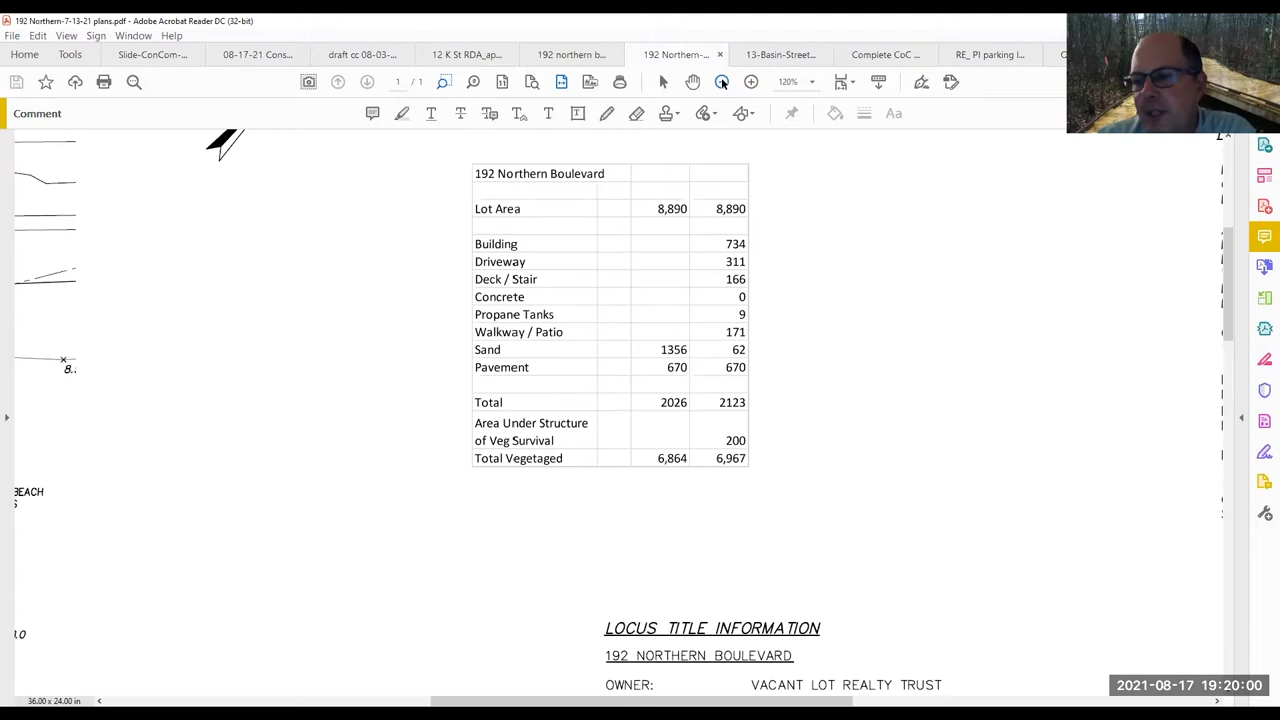 192 Northern-7-13-21 plans.pdf - Adobe Acrobat Reader DC (32-bit)
File Edit View Sign Window Help
Home Tools Slide-ConCom-... 08-17-21 Cons... draft cc 08-03-... 12 K St RDA_ap... 192 northern b... 192 Northern-... × 13-Basin-Street... Complete CoC ... RE_ PI parking l...
1 / 1 120%
Comment
192 Northern Boulevard
Lot Area 8,890 8,890
Building 734
Driveway 311
Deck / Stair 166
Concrete 0
Propane Tanks 9
Walkway / Patio 171
Sand 1356 62
Pavement 670 670
Total 2026 2123
Area Under Structure
of Veg Survival 200
Total Vegetaged 6,864 6,967
8.
BEACH
LOCUS TITLE INFORMATION
192 NORTHERN BOULEVARD
OWNER: VACANT LOT REALTY TRUST
36.00 x 24.00 in
2021-08-17 19:20:00